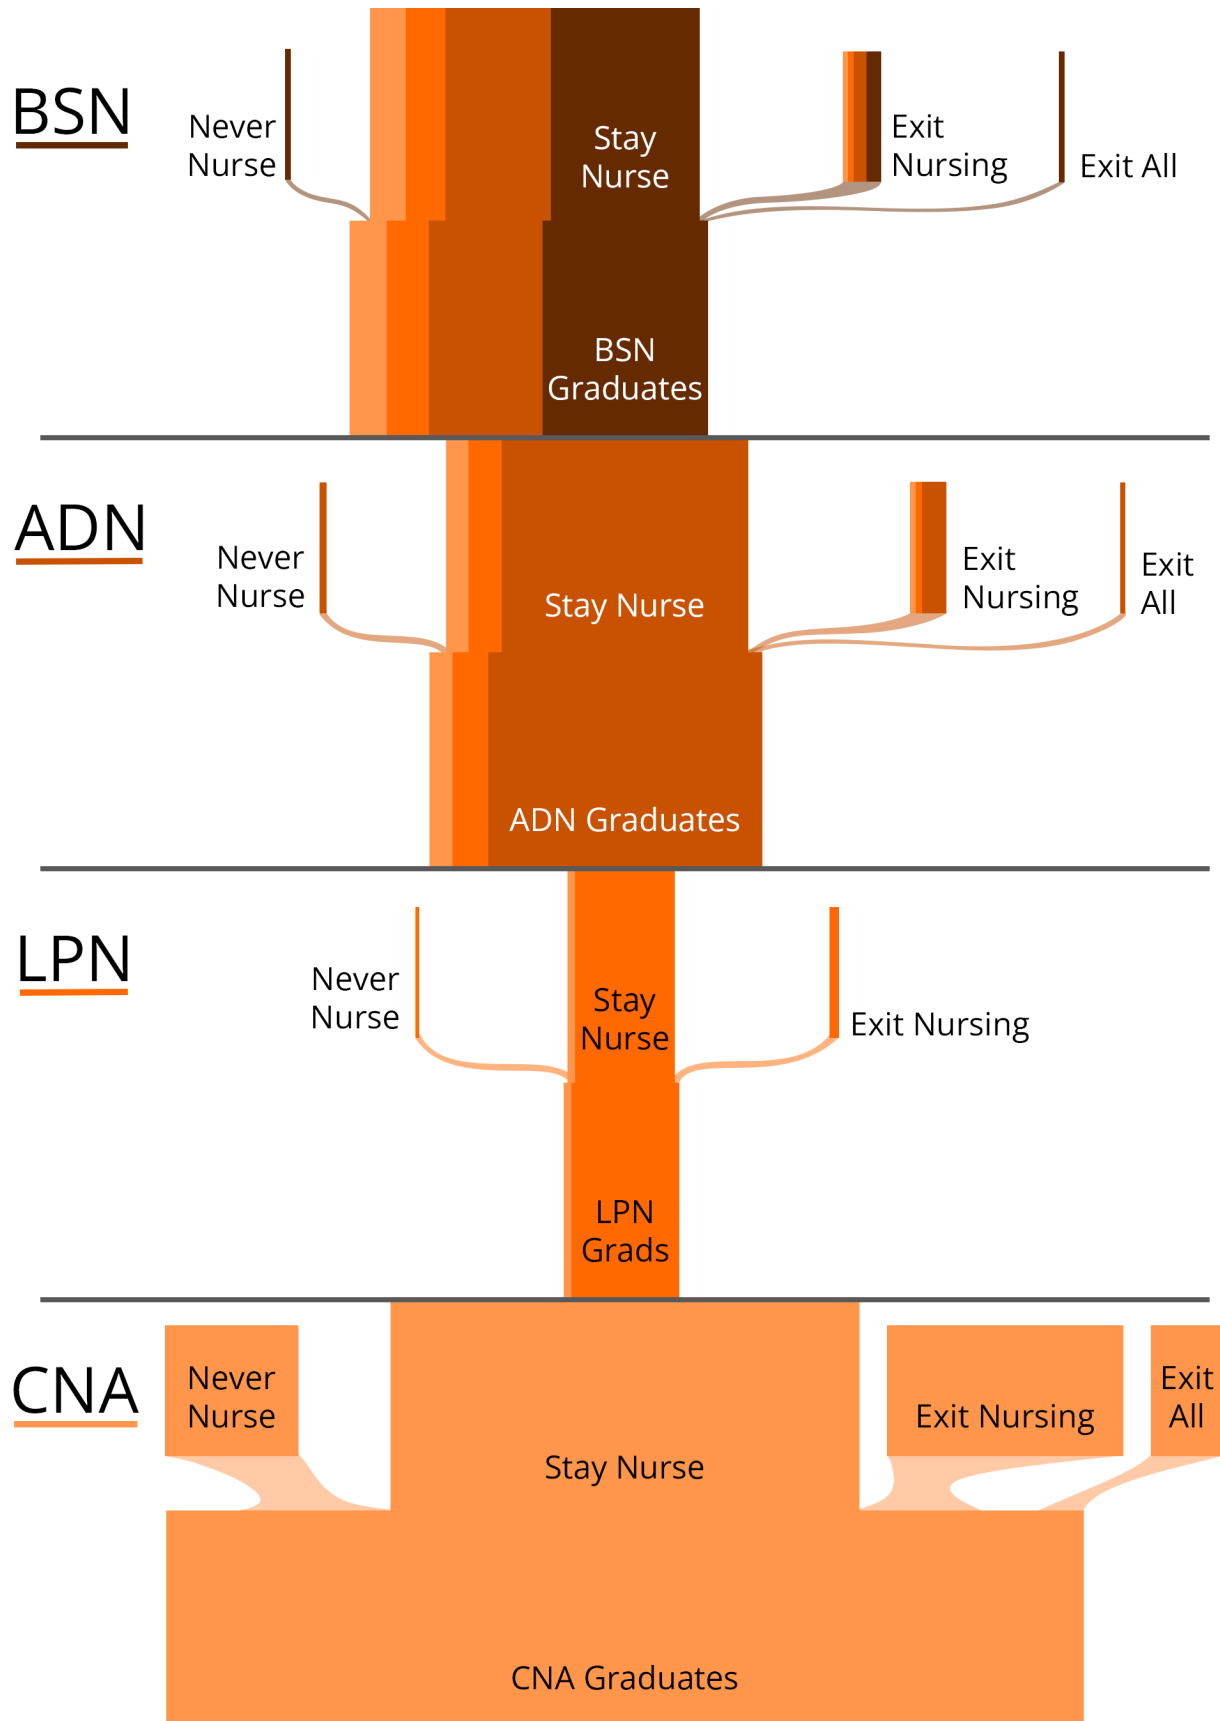 BSN
Never
Nurse
Stay
Nurse
Exit
Nursing
Exit All
BSN
Graduates
ADN
Never
Nurse
Stay Nurse
Exit
Nursing
Exit
All
ADN Graduates
LPN
Never
Nurse
Stay
Nurse
Exit Nursing
LPN
Grads
CNA
Never
Nurse
Stay Nurse
Exit Nursing
Exit
All
CNA Graduates